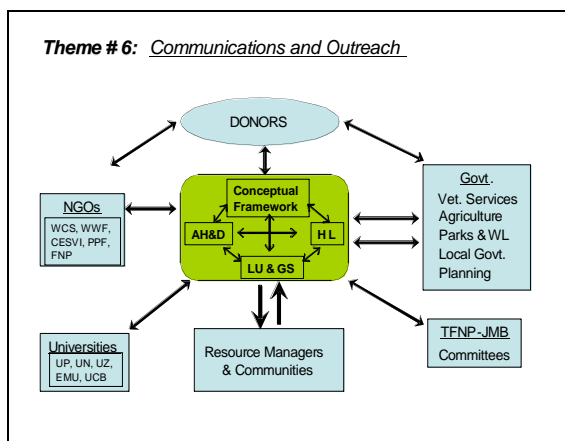 Theme # 6: Communications and Outreach
DONORS
Conceptual
Framework
AH&D
H L
LU & GS
NGOs
WCS, WWF,
CESVI, PPF,
FNP
Govt.
Vet. Services
Agriculture
Parks & WL
Local Govt.
Planning
Universities
UP, UN, UZ,
EMU, UCB
Resource Managers
& Communities
TFNP-JMB
Committees